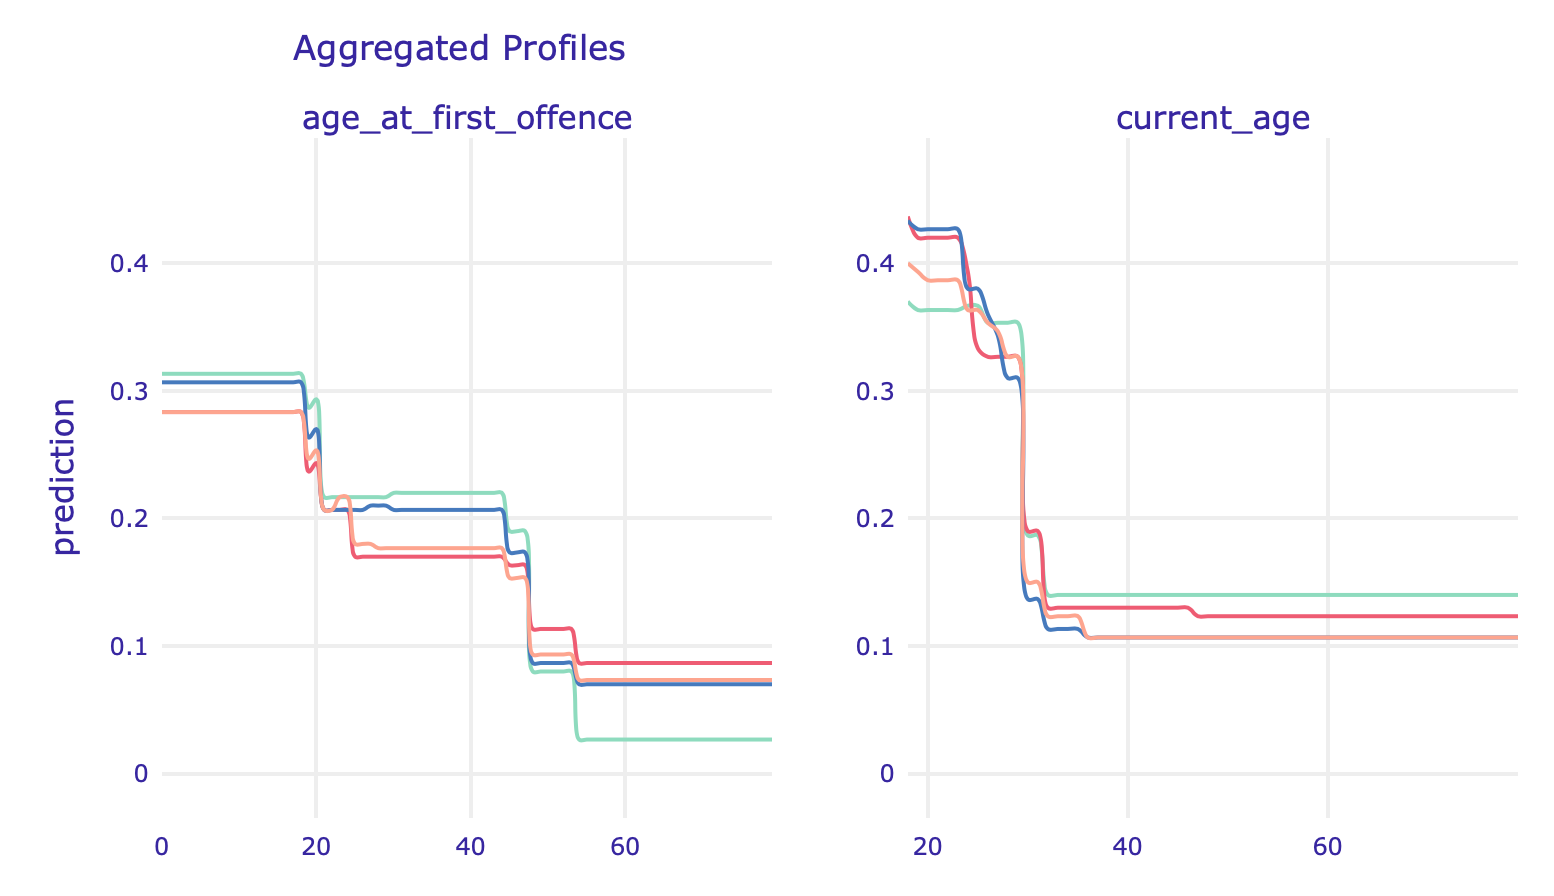 Aggregated Profiles
age_at_first_offence
current_age
prediction
0.4
0.3
0.2
0.1
0
0 20 40 60
0.4
0.3
0.2
0.1
0
20 40 60